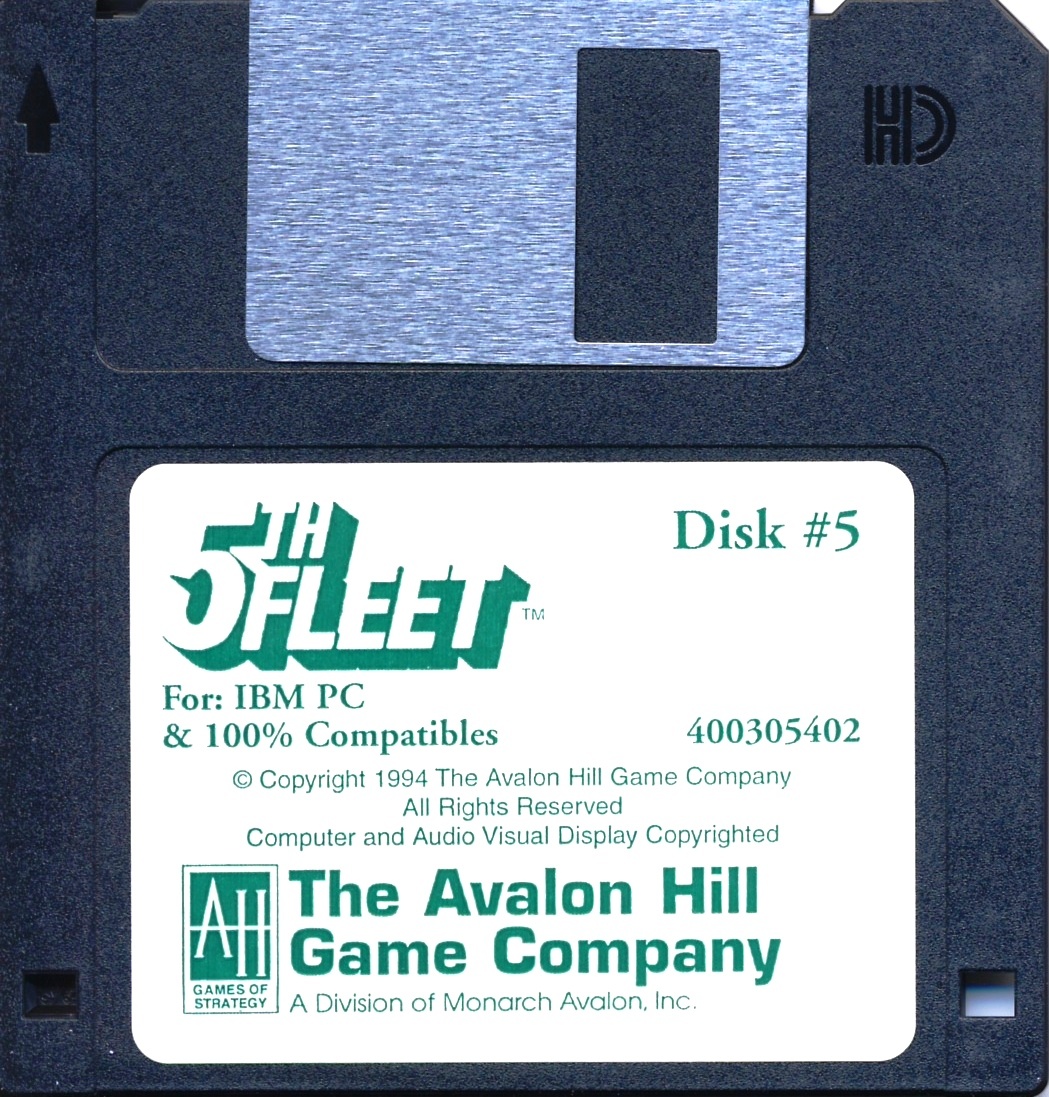 HD
5TH
FLEET™
Disk #5
For: IBM PC
& 100% Compatibles
400305402
© Copyright 1994 The Avalon Hill Game Company
All Rights Reserved
Computer and Audio Visual Display Copyrighted
AH
GAMES OF
STRATEGY
The Avalon Hill
Game Company
A Division of Monarch Avalon, Inc.